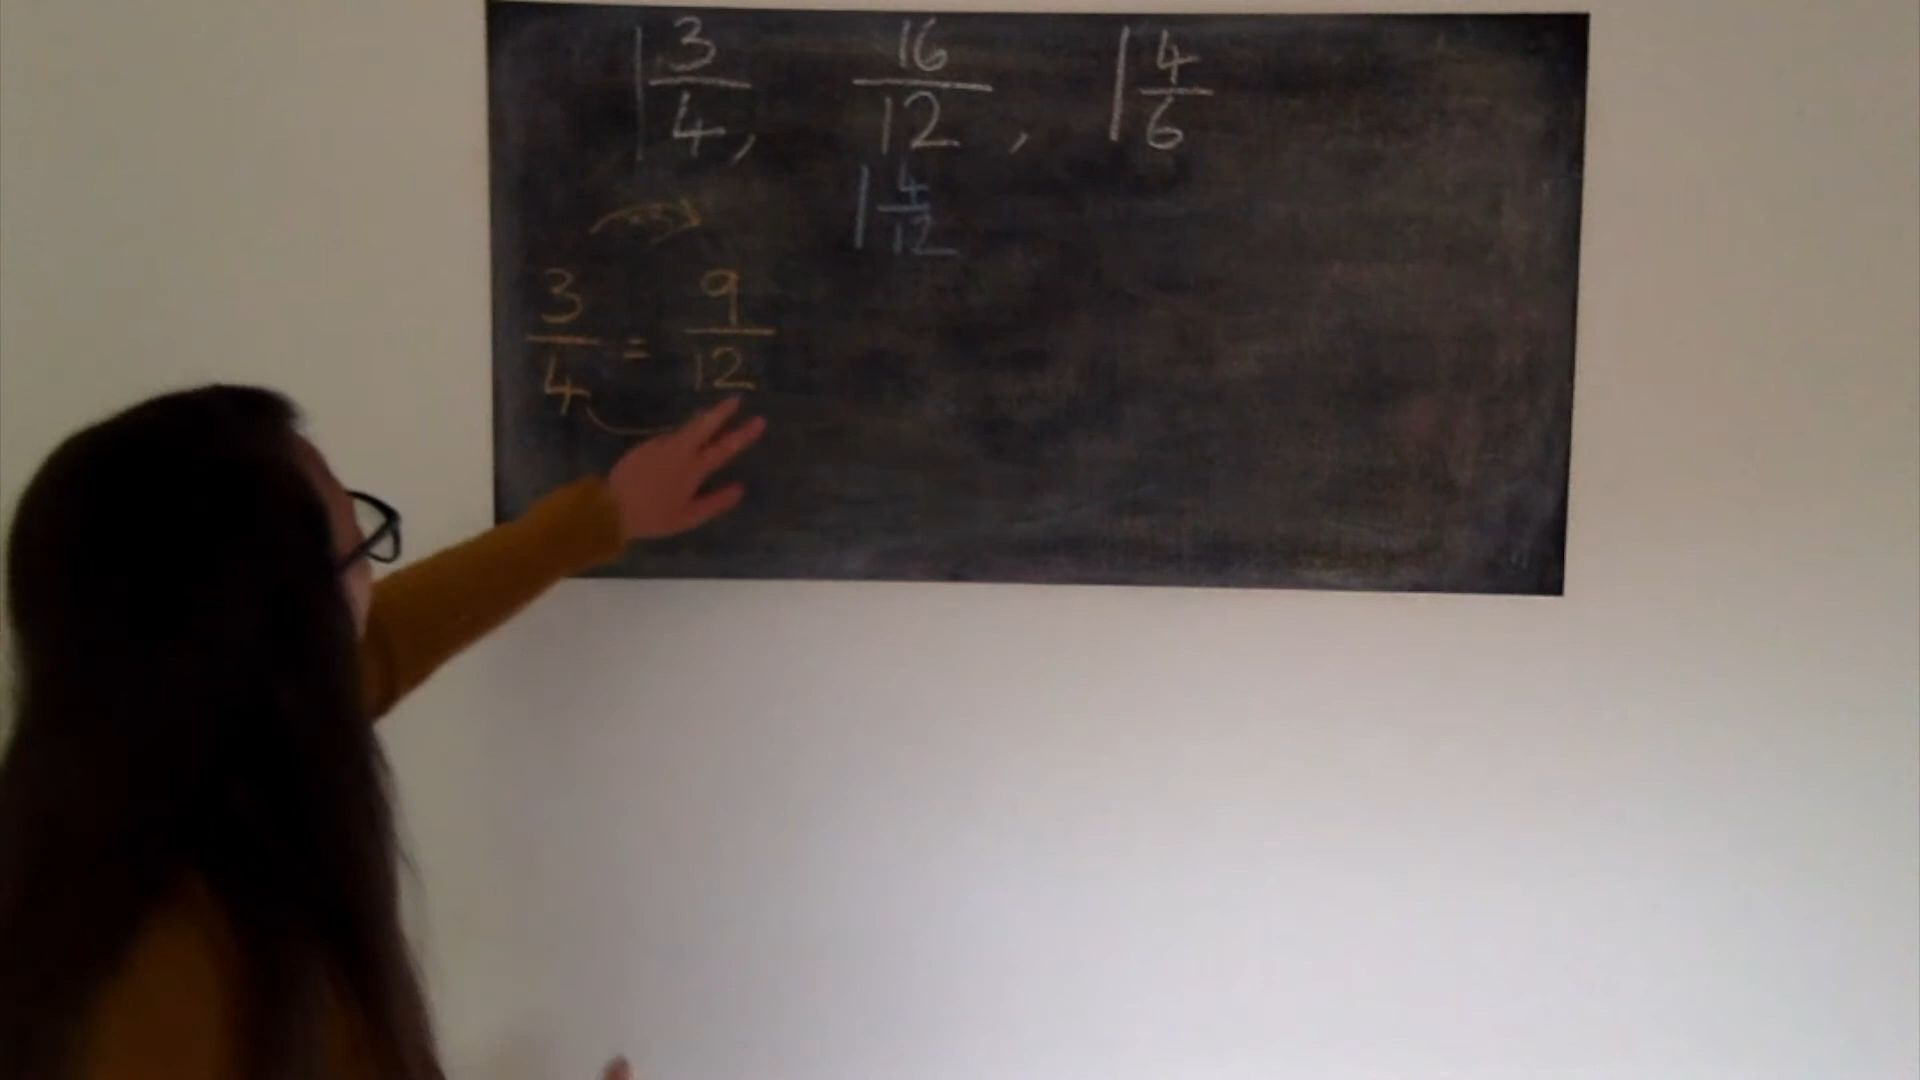 1 3/4, 16/12, 1 4/6
1 4/12
3/4 = 9/12